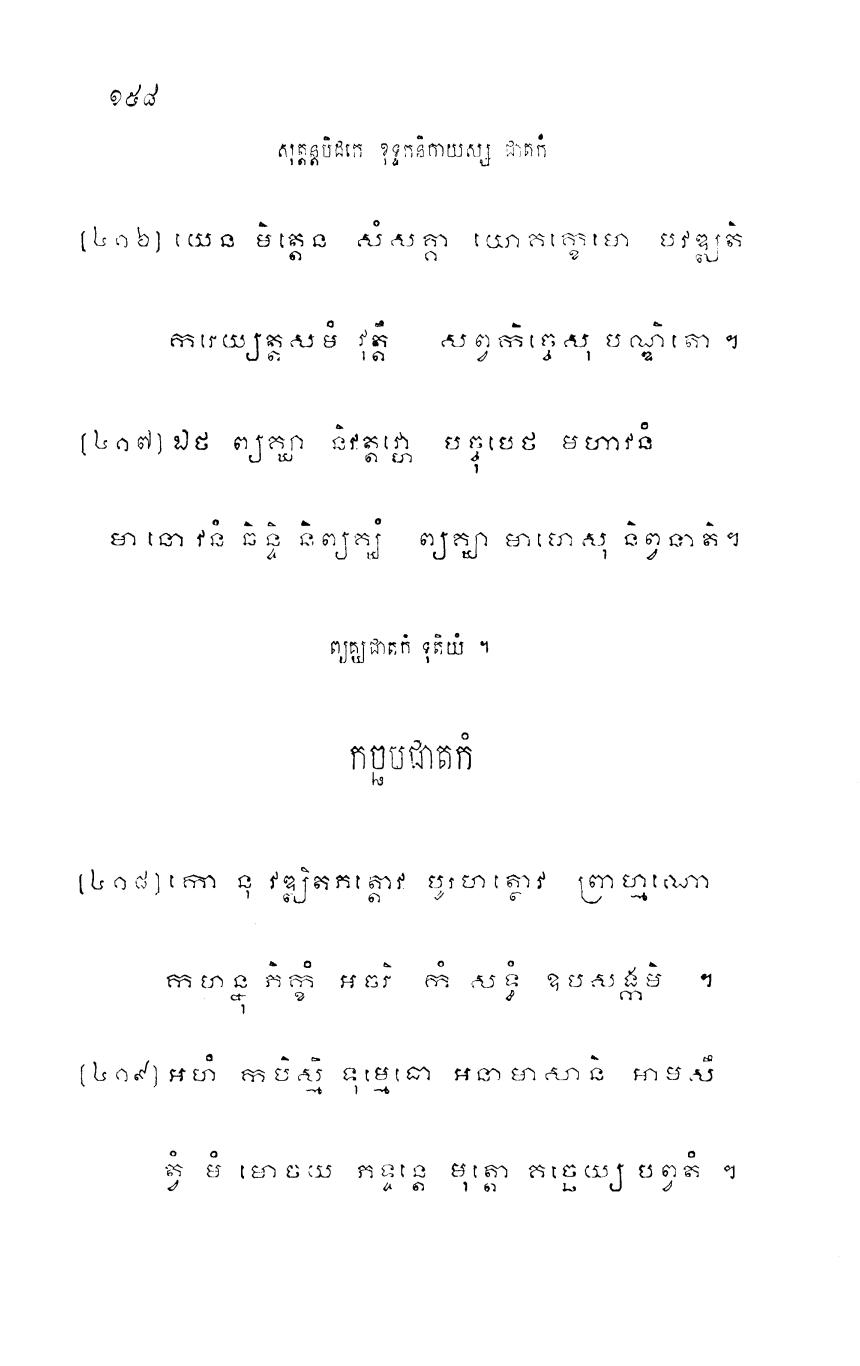 ១៥៨
សុត្តន្តបិដកេ ខុទ្ទកនិកាយស្ស ជាតកំ
[៤១៦] យេន មិត្តេន សំសគ្គា យោគក្ខេមោ បវឌ្ឍតិ
ករេយ្យត្តសមំ វុត្តឹ សព្វកិច្ចេសុ បណ្ឌិតោ ។
[៤១៧] ឯថ ព្យគ្ឃា និវត្តវ្ហោ បច្ចុបេថ មហាវនំ
មា នោ វនំ ឆិន្ទិ និព្យគ្ឃំ ព្យគ្ឃា មាហេសុ និព្វនាតិ។
ព្យគ្ឃជាតកំ ទុតិយំ ។
កច្ឆបជាតកំ
[៤១៨] កោ នុ វឌ្ឍិតភត្តោវ បូរហត្ថោវ ព្រាហ្មណោ
កហន្នុ ភិក្ខំ អចរិ កំ សទ្ធំ ឧបសង្កមិ ។
[៤១៩] អហំ កបិស្មិ ទុម្មេធោ អនាមាសានិ អាមសឹ
ត្វំ មំ មោចយ ភទ្ទន្តេ មុត្តោ គច្ឆេយ្យ បព្វតំ ។